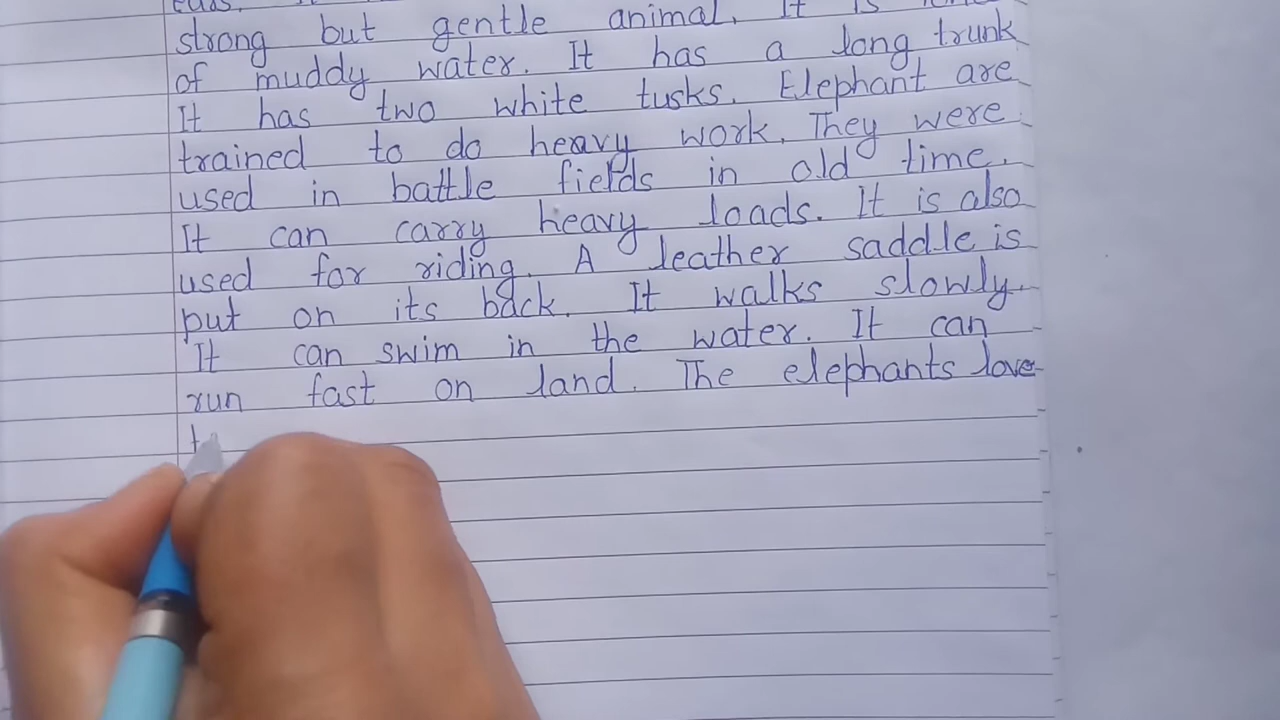 strong but gentle animal. It is
of muddy water. It has a long trunk
It has two white tusks. Elephant are
trained to do heavy work. They were
used in battle fields in old time.
It can carry heavy loads. It is also
used for riding. A leather saddle is
put on its back. It walks slowly.
It can swim in the water. It can
run fast on land. The elephants love